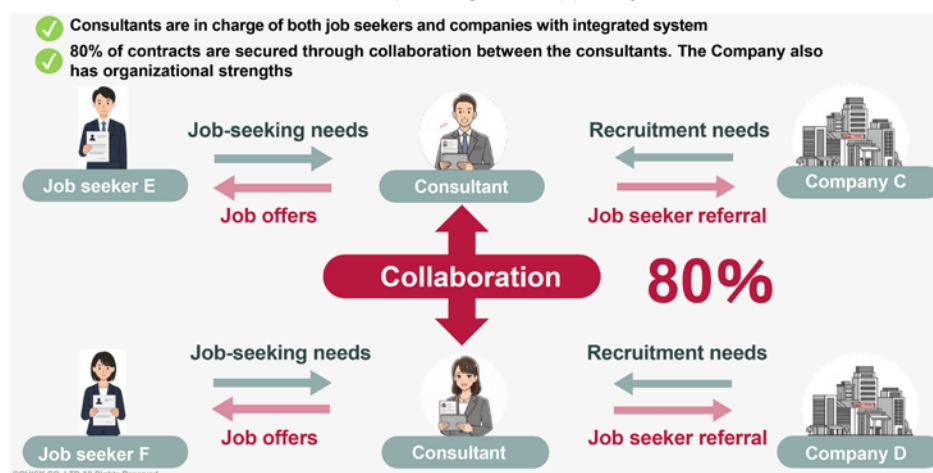 Consultants are in charge of both job seekers and companies with integrated system
80% of contracts are secured through collaboration between the consultants. The Company also
has organizational strengths
Job-seeking needs
Recruitment needs
Job seeker E
Consultant
Company C
Job offers
Job seeker referral
Collaboration
80%
Job-seeking needs
Recruitment needs
Job offers
Job seeker referral
Job seeker F
Consultant
Company D